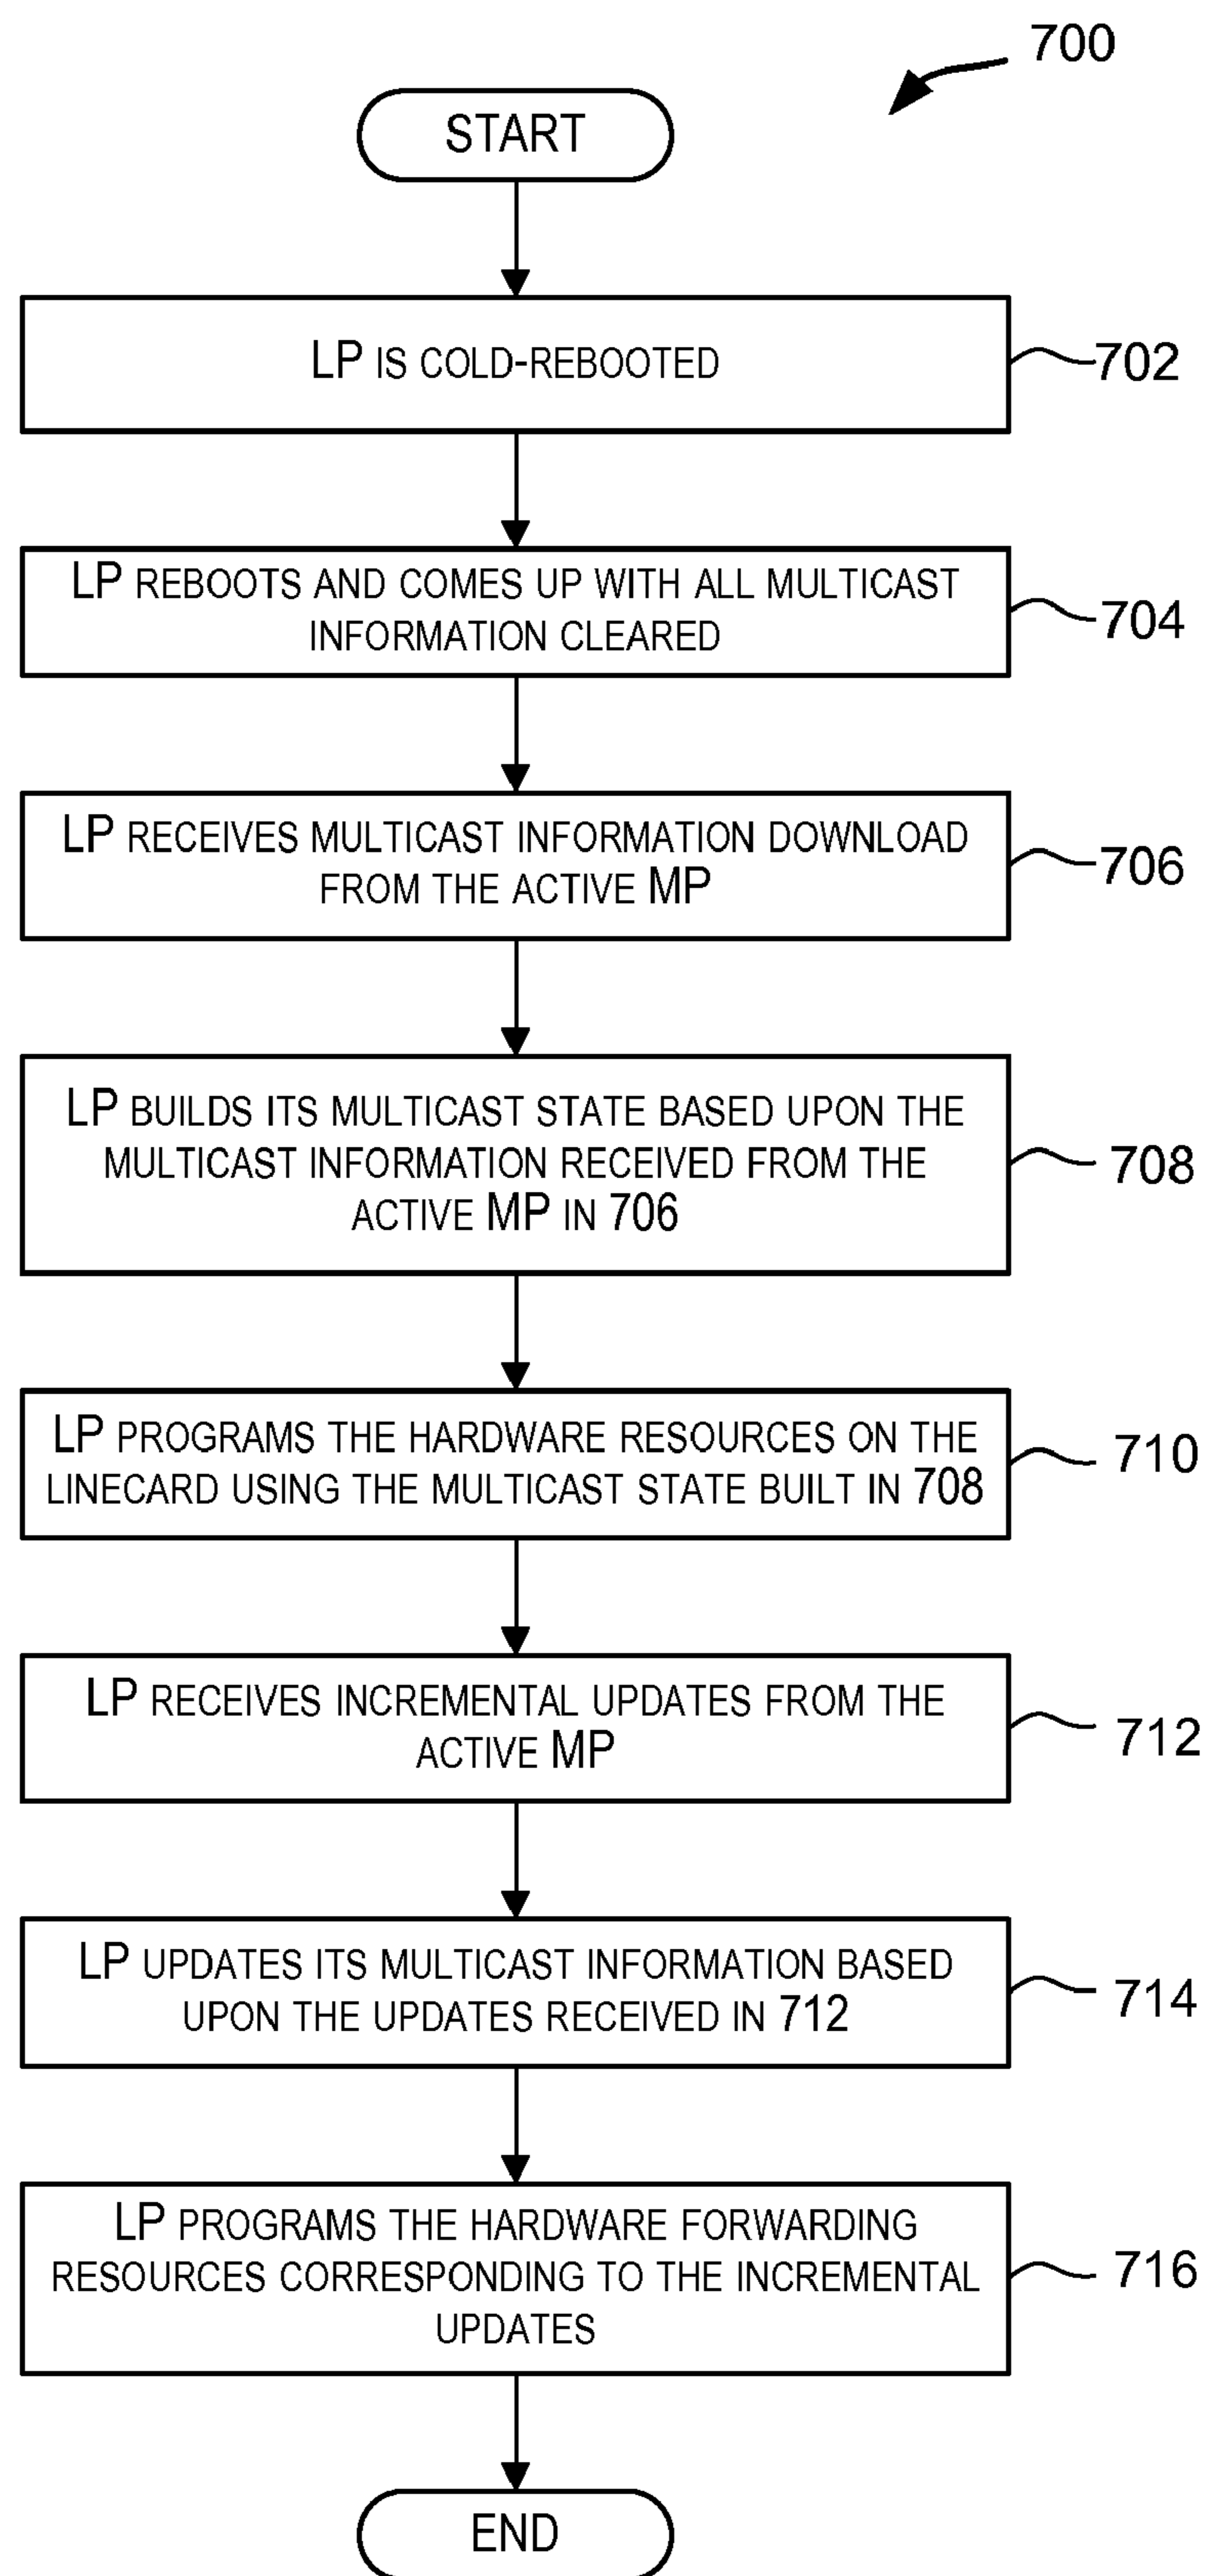 700
START
LP IS COLD-REBOOTED
702
LP REBOOTS AND COMES UP WITH ALL MULTICAST
INFORMATION CLEARED
704
LP RECEIVES MULTICAST INFORMATION DOWNLOAD
FROM THE ACTIVE MP
706
LP BUILDS ITS MULTICAST STATE BASED UPON THE
MULTICAST INFORMATION RECEIVED FROM THE
ACTIVE MP IN 706
708
LP PROGRAMS THE HARDWARE RESOURCES ON THE
LINECARD USING THE MULTICAST STATE BUILT IN 708
710
LP RECEIVES INCREMENTAL UPDATES FROM THE
ACTIVE MP
712
LP UPDATES ITS MULTICAST INFORMATION BASED
UPON THE UPDATES RECEIVED IN 712
714
LP PROGRAMS THE HARDWARE FORWARDING
RESOURCES CORRESPONDING TO THE INCREMENTAL
UPDATES
716
END